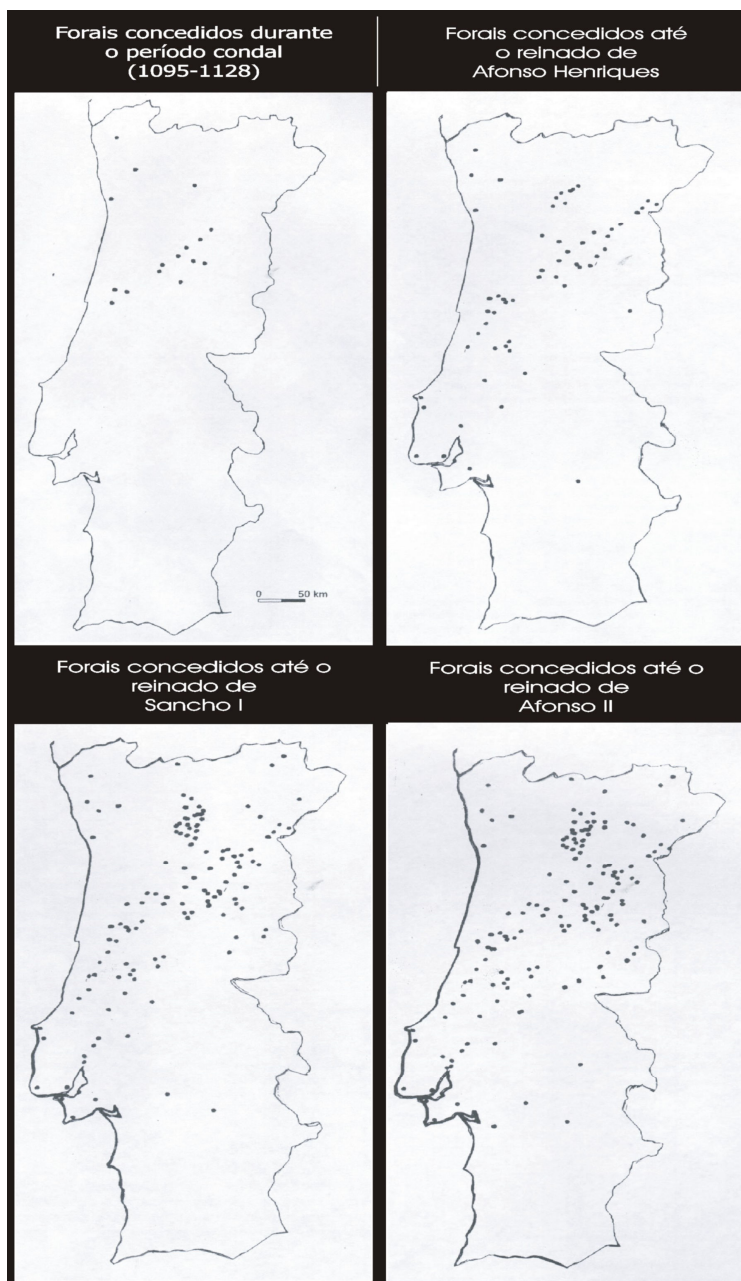 Forais concedidos durante
o período condal
(1095-1128)
Forais concedidos até
o reinado de
Afonso Henriques
0 50 km
Forais concedidos até o
reinado de
Sancho I
Forais concedidos até o
reinado de
Afonso II